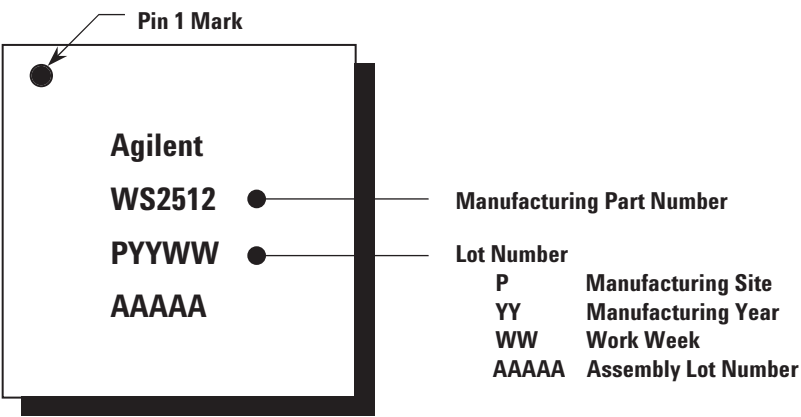 Pin 1 Mark
Agilent
WS2512
Manufacturing Part Number
PYYWW
Lot Number
P Manufacturing Site
YY Manufacturing Year
WW Work Week
AAAAA Assembly Lot Number
AAAAA